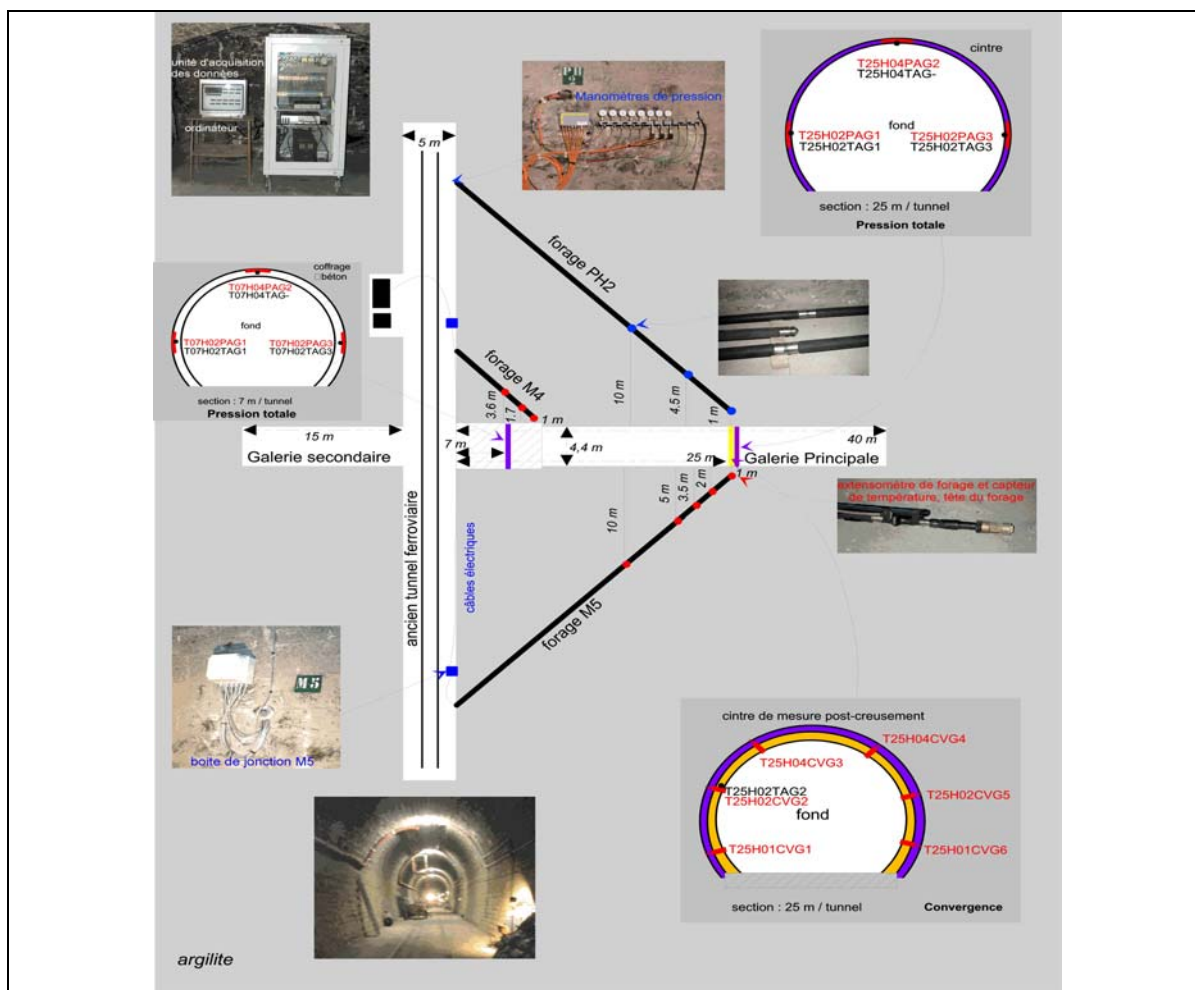 unité d'acquisition
des données
ordinateur
Manomètres de pression
cintre
T25H04PAG2
T25H04TAG-
fond
T25H02PAG1
T25H02TAG1
T25H02PAG3
T25H02TAG3
section : 25 m / tunnel
Pression totale
5 m
forage PH2
coffrage
béton
T07H04PAG2
T07H04TAG-
fond
T07H02PAG1
T07H02TAG1
T07H02PAG3
T07H02TAG3
section : 7 m / tunnel
Pression totale
forage M4
3.6 m
1.7
1 m
10 m
4.5 m
1 m
15 m
Galerie secondaire
7 m
4,4 m
25 m
40 m
Galerie Principale
1 m
2 m
3.5 m
5 m
10 m
extensomètre de forage et capteur
de température, tête du forage
ancien tunnel ferroviaire
câbles électriques
forage M5
M5
boite de jonction M5
cintre de mesure post-creusement
T25H04CVG4
T25H04CVG3
T25H02TAG2
T25H02CVG2
T25H02CVG5
fond
T25H01CVG1
T25H01CVG6
section : 25 m / tunnel
Convergence
argilite